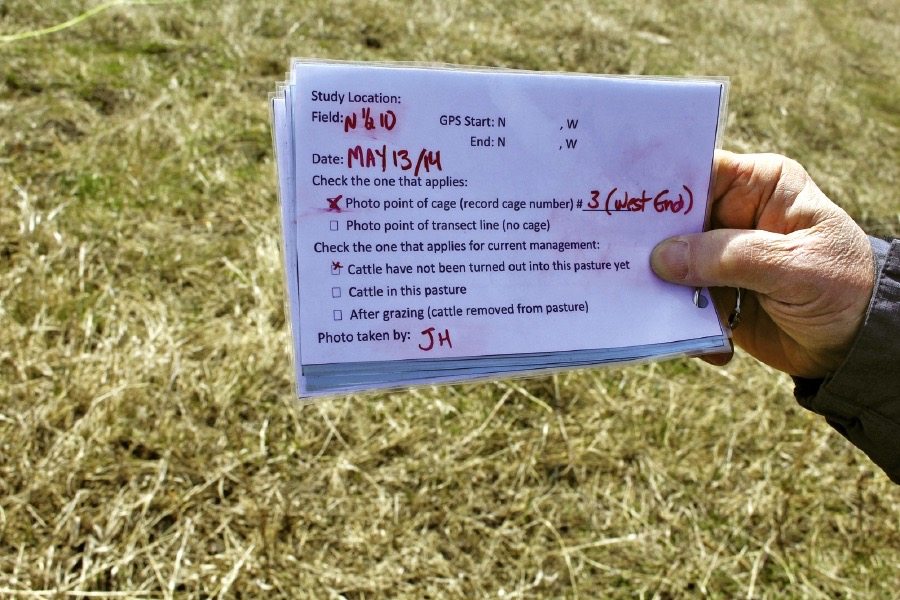 Study Location:
Field: N ½ 10 GPS Start: N , W
End: N , W
Date: MAY 13/14
Check the one that applies:
Photo point of cage (record cage number) # 3 (West End)
Photo point of transect line (no cage)
Check the one that applies for current management:
Cattle have not been turned out into this pasture yet
Cattle in this pasture
After grazing (cattle removed from pasture)
Photo taken by: JH